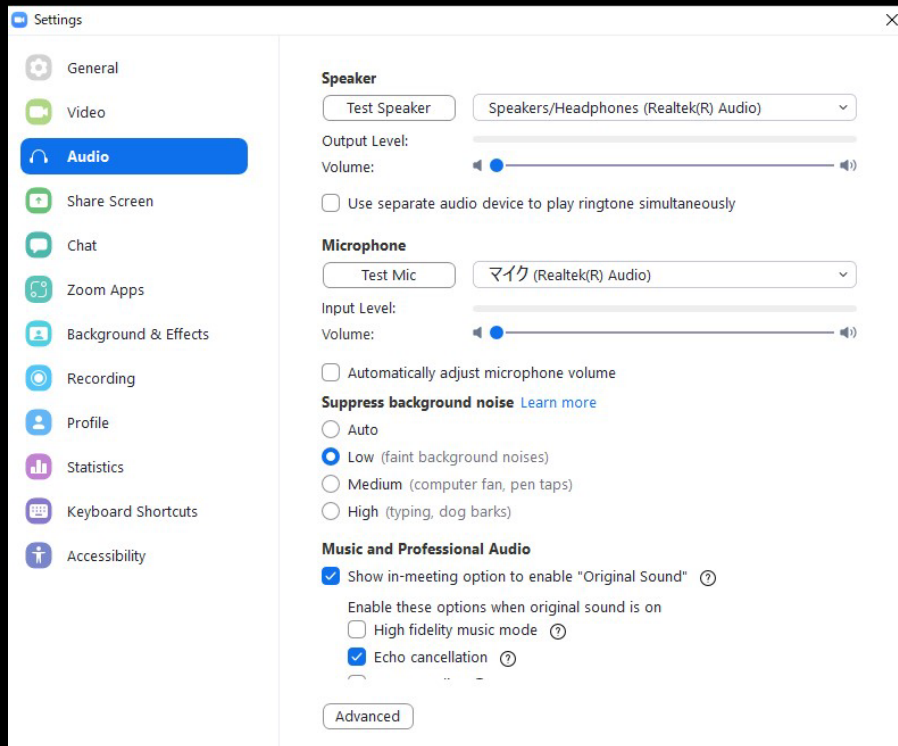 Settings
General
Video
Audio
Share Screen
Chat
Zoom Apps
Background & Effects
Recording
Profile
Statistics
Keyboard Shortcuts
Accessibility
Speaker
Test Speaker Speakers/Headphones (Realtek(R) Audio)
Output Level:
Volume:
Use separate audio device to play ringtone simultaneously
Microphone
Test Mic マイク (Realtek(R) Audio)
Input Level:
Volume:
Automatically adjust microphone volume
Suppress background noise Learn more
Auto
Low (faint background noises)
Medium (computer fan, pen taps)
High (typing, dog barks)
Music and Professional Audio
Show in-meeting option to enable "Original Sound" ?
Enable these options when original sound is on
High fidelity music mode ?
Echo cancellation ?
Advanced